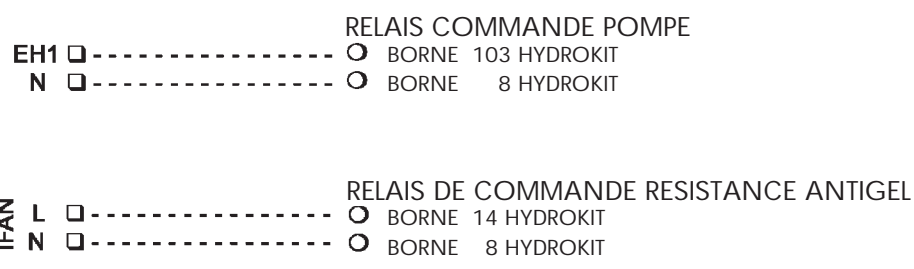 RELAIS COMMANDE POMPE
EH1 BORNE 103 HYDROKIT
N BORNE 8 HYDROKIT
RELAIS DE COMMANDE RESISTANCE ANTIGEL
IFAN
L BORNE 14 HYDROKIT
N BORNE 8 HYDROKIT